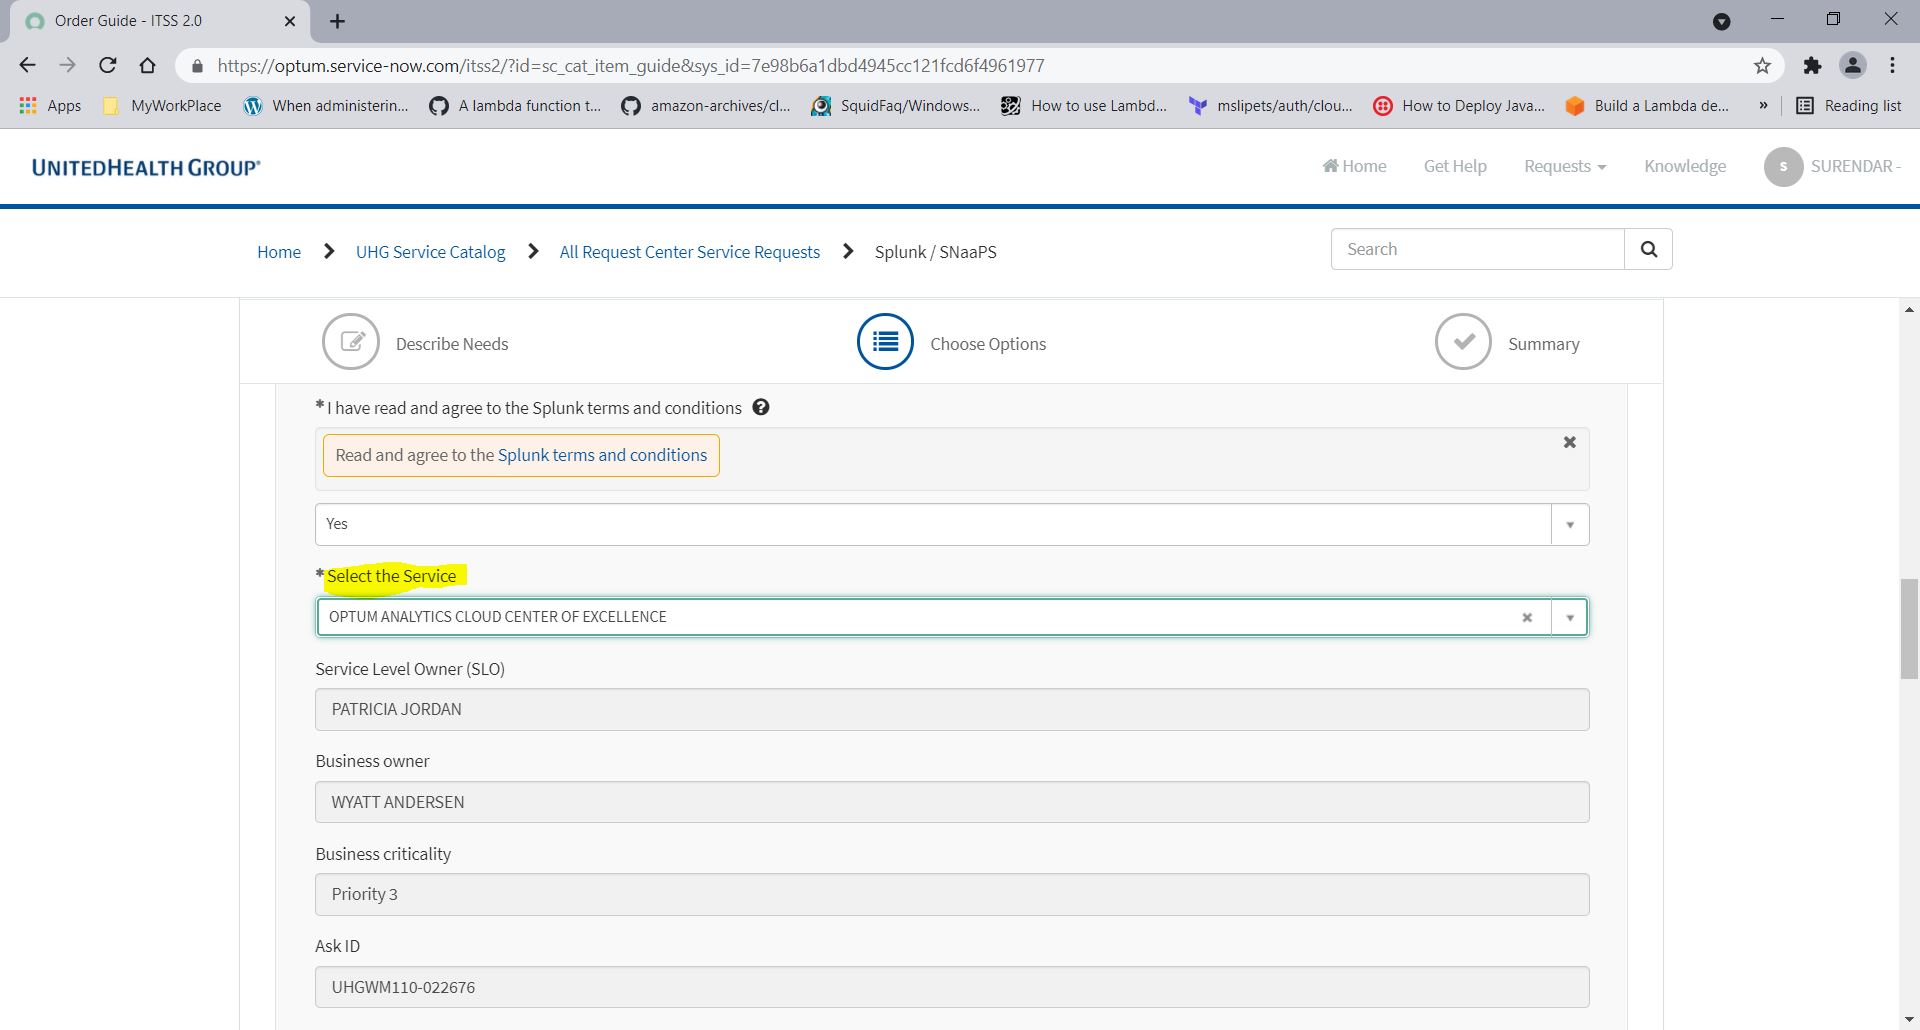 Order Guide - ITSS 2.0
https://optum.service-now.com/itss2/?id=sc_cat_item_guide&sys_id=7e98b6a1dbd4945cc121fcd6f4961977
Apps MyWorkPlace When administerin... A lambda function t... amazon-archives/cl... SquidFaq/Windows... How to use Lambd... mslipets/auth/clou... How to Deploy Java... Build a Lambda de... » Reading list
UNITEDHEALTH GROUP® Home Get Help Requests Knowledge S SURENDAR -
Home UHG Service Catalog All Request Center Service Requests Splunk / SNaaPS Search
Describe Needs Choose Options Summary
* I have read and agree to the Splunk terms and conditions
Read and agree to the Splunk terms and conditions
Yes
* Select the Service
OPTUM ANALYTICS CLOUD CENTER OF EXCELLENCE
Service Level Owner (SLO)
PATRICIA JORDAN
Business owner
WYATT ANDERSEN
Business criticality
Priority 3
Ask ID
UHGWM110-022676